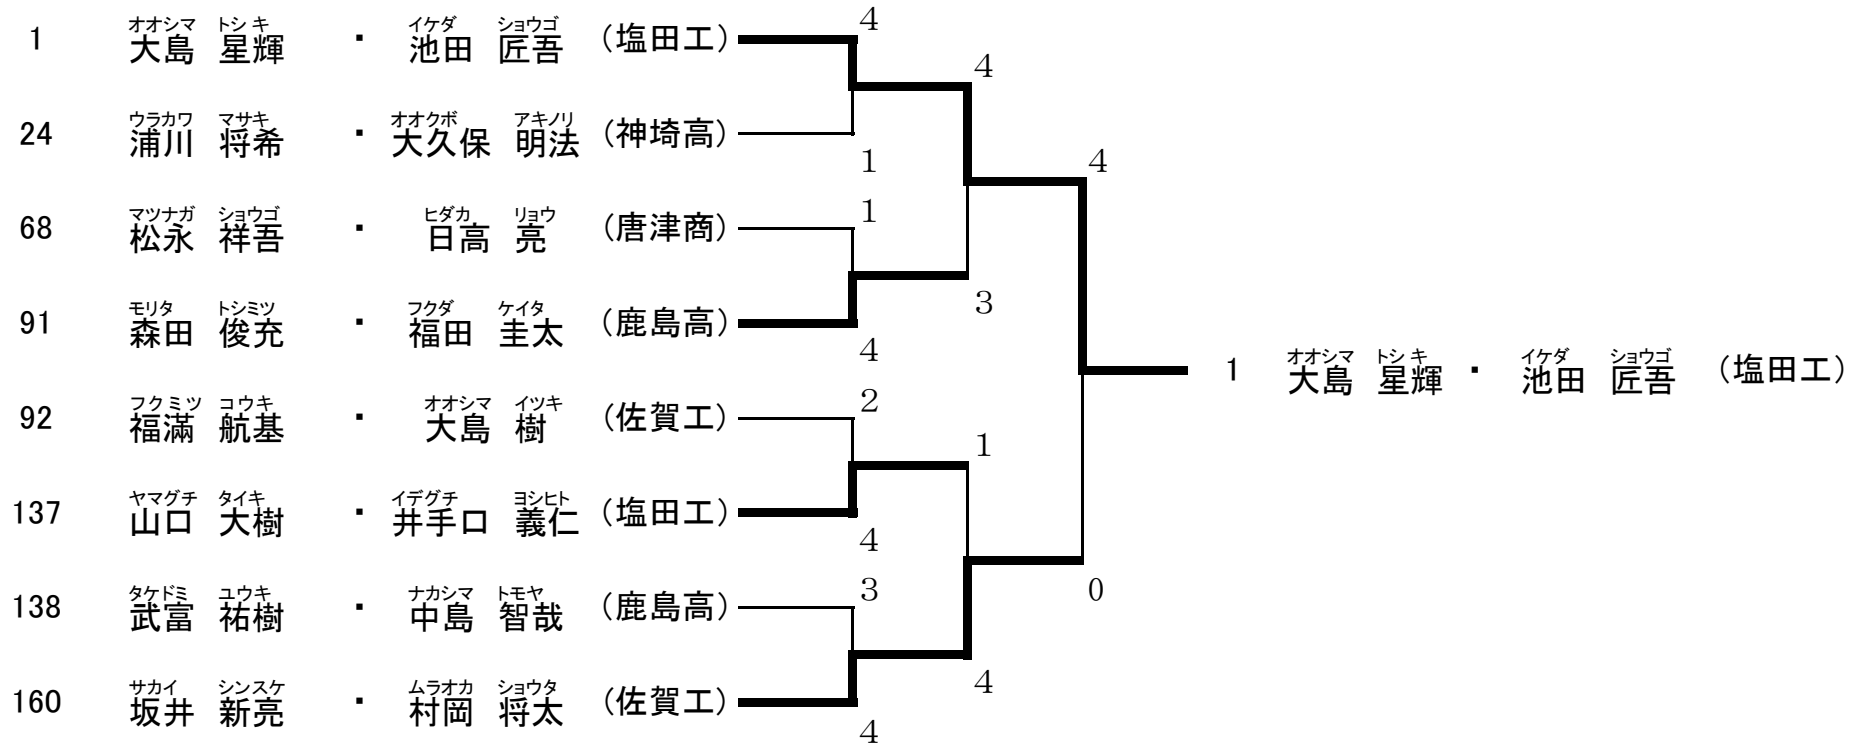 オオシマ トシキ イケダ ショウゴ 4
1 大島 星輝 ・ 池田 匠吾 (塩田工)
4
ウラカワ マサキ オオクボ アキノリ
24 浦川 将希 ・ 大久保 明法 (神埼高)
1 4
マツナガ ショウゴ ヒダカ リョウ 1
68 松永 祥吾 ・ 日高 亮 (唐津商)
3
モリタ トシミツ フクダ ケイタ
91 森田 俊充 ・ 福田 圭太 (鹿島高)
4
オオシマ トシキ イケダ ショウゴ
1 大島 星輝 ・ 池田 匠吾 (塩田工)
フクミツ コウキ オオシマ イツキ 2
92 福滿 航基 ・ 大島 樹 (佐賀工)
1
ヤマグチ タイキ イデグチ ヨシヒト
137 山口 大樹 ・ 井手口 義仁 (塩田工)
4
タケドミ ユウキ ナカシマ トモヤ 3 0
138 武富 祐樹 ・ 中島 智哉 (鹿島高)
4
サカイ シンスケ ムラオカ ショウタ
160 坂井 新亮 ・ 村岡 将太 (佐賀工)
4